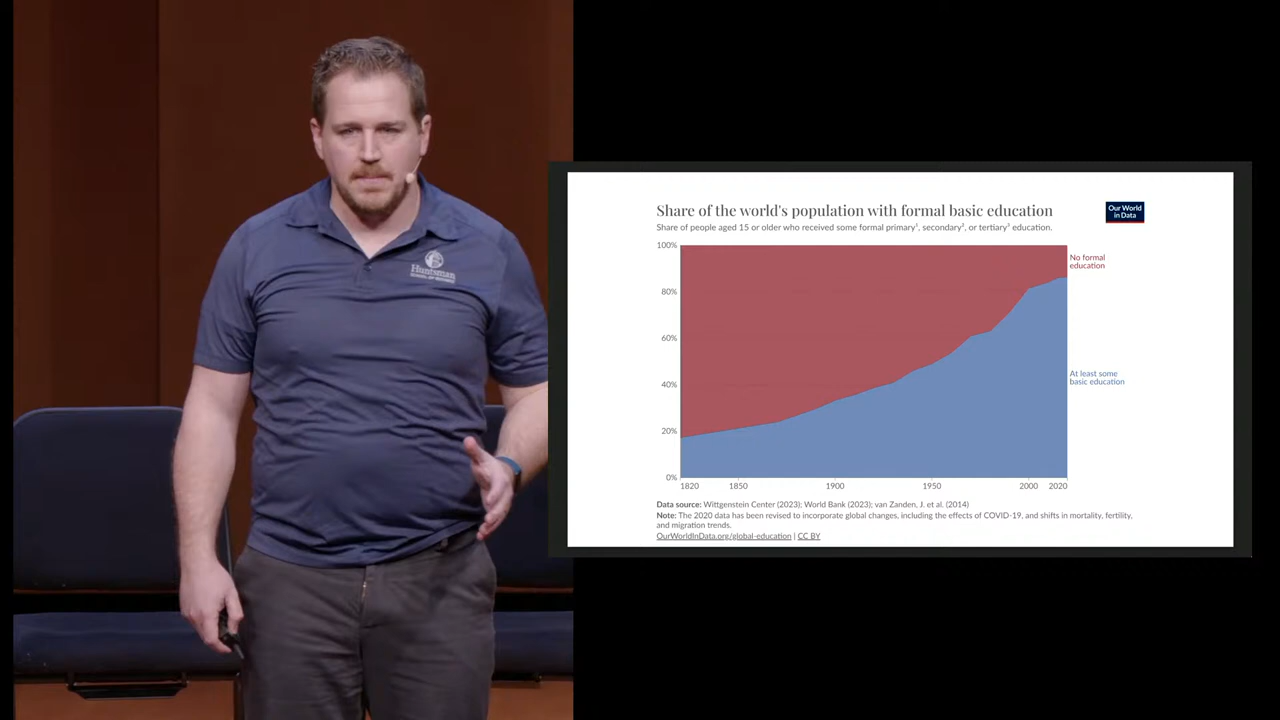 Huntsman
SCHOOL OF BUSINESS
Share of the world's population with formal basic education
Our World
in Data
Share of people aged 15 or older who received some formal primary¹, secondary², or tertiary³ education.
100%
80%
60%
40%
20%
0%
No formal
education
At least some
basic education
1820 1850 1900 1950 2000 2020
Data source: Wittgenstein Center (2023); World Bank (2023); van Zanden, J. et al. (2014)
Note: The 2020 data has been revised to incorporate global changes, including the effects of COVID-19, and shifts in mortality, fertility,
and migration trends.
OurWorldInData.org/global-education | CC BY